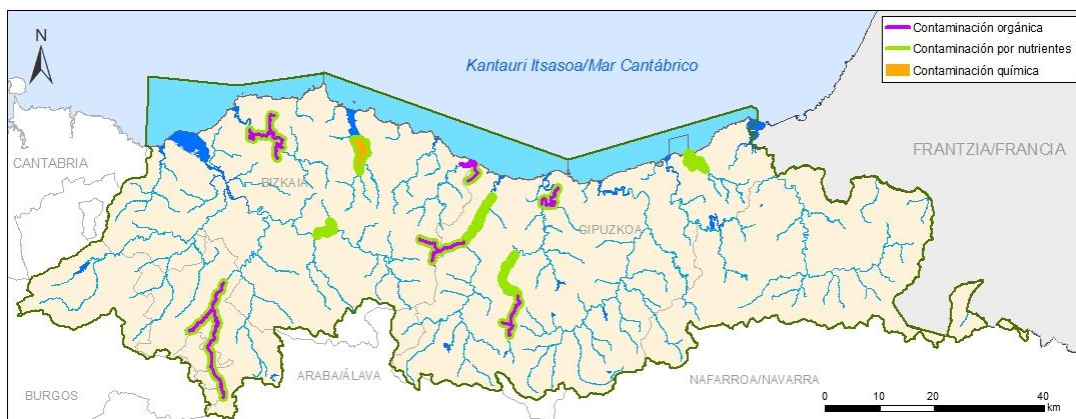 N
Kantauri Itsasoa/Mar Cantábrico
Contaminación orgánica
Contaminación por nutrientes
Contaminación química
CANTABRIA
BIZKAIA
GIPUZKOA
FRANTZIA/FRANCIA
ARABA/ÁLAVA
NAFARROA/NAVARRA
BURGOS
0 10 20 40
km